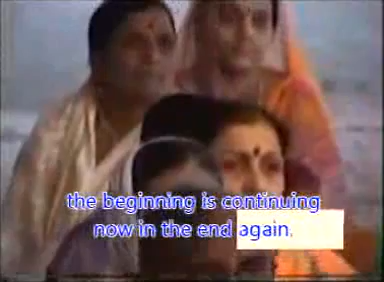 the beginning is continuing
now in the end again.